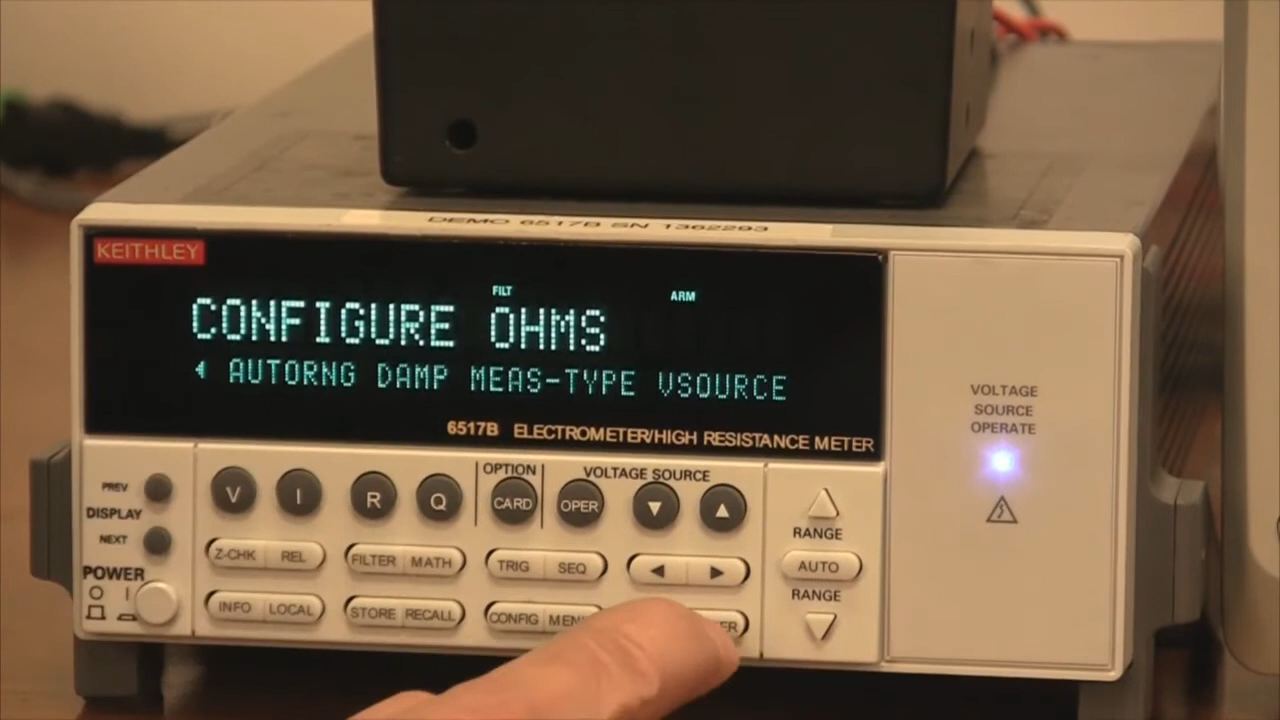 DEMO 6517B SN 1362293
KEITHLEY
FILT ARM
CONFIGURE OHMS
◄ AUTORNG DAMP MEAS-TYPE VSOURCE
6517B ELECTROMETER/HIGH RESISTANCE METER
VOLTAGE
SOURCE
OPERATE
PREV
DISPLAY
NEXT
POWER
O I
V I R Q
OPTION
CARD
VOLTAGE SOURCE
OPER ▼ ▲
Z-CHK REL FILTER MATH TRIG SEQ ◄ ►
INFO LOCAL STORE RECALL CONFIG
RANGE
AUTO
RANGE